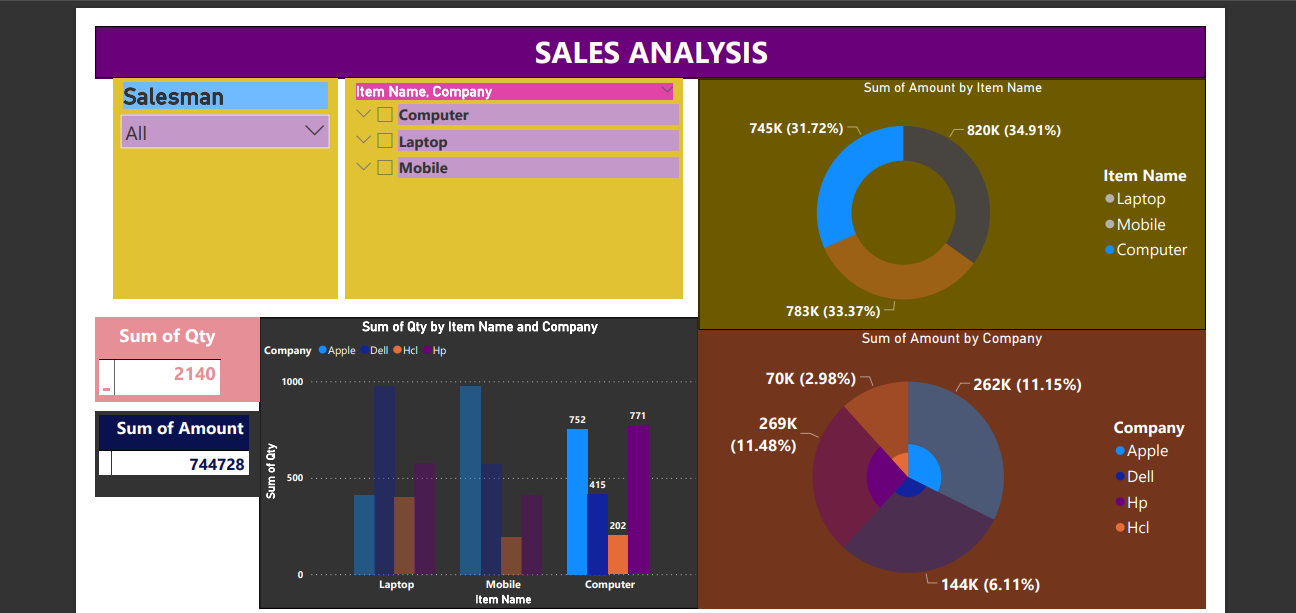 SALES ANALYSIS
Salesman
All
Item Name, Company
Computer
Laptop
Mobile
Sum of Amount by Item Name
745K (31.72%)
820K (34.91%)
783K (33.37%)
Item Name
Laptop
Mobile
Computer
Sum of Qty
2140
Sum of Amount
744728
Sum of Qty by Item Name and Company
Company Apple Dell Hcl Hp
1000
500
0
Sum of Qty
752
415
202
771
Laptop
Mobile
Computer
Item Name
Sum of Amount by Company
70K (2.98%)
262K (11.15%)
269K
(11.48%)
144K (6.11%)
Company
Apple
Dell
Hp
Hcl